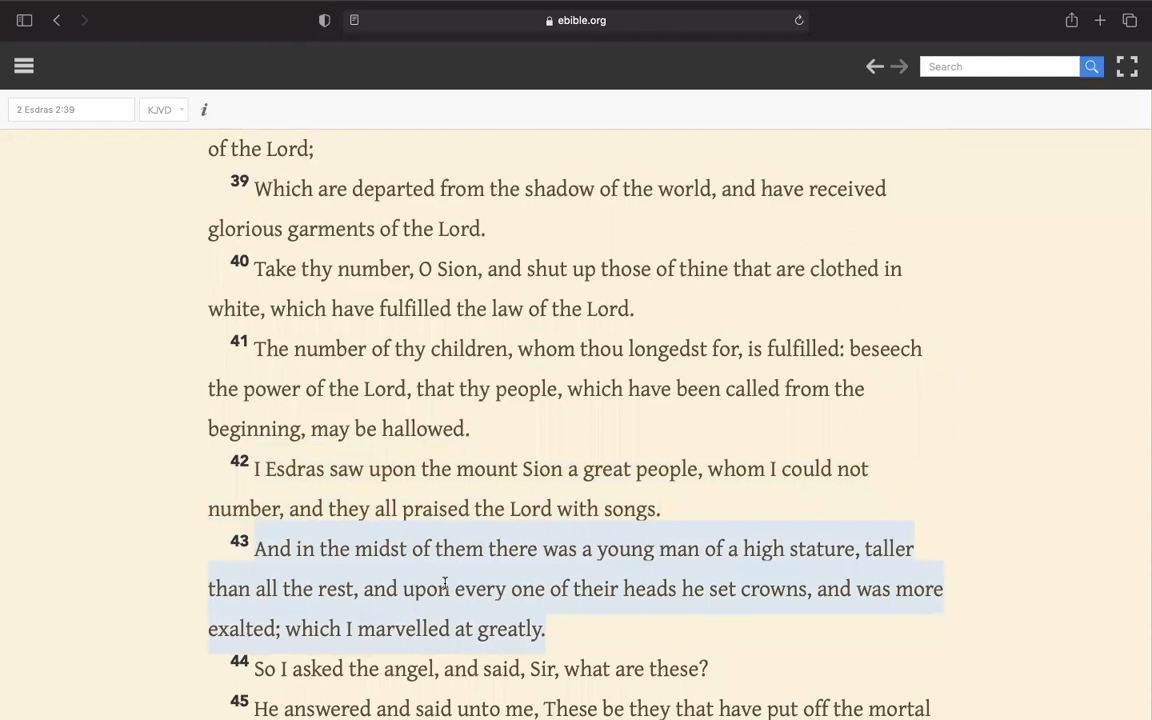 ebible.org
Search
2 Esdras 2:39
KJVD
i
of the Lord;
39 Which are departed from the shadow of the world, and have received
glorious garments of the Lord.
40 Take thy number, O Sion, and shut up those of thine that are clothed in
white, which have fulfilled the law of the Lord.
41 The number of thy children, whom thou longedst for, is fulfilled: beseech
the power of the Lord, that thy people, which have been called from the
beginning, may be hallowed.
42 I Esdras saw upon the mount Sion a great people, whom I could not
number, and they all praised the Lord with songs.
43 And in the midst of them there was a young man of a high stature, taller
than all the rest, and upon every one of their heads he set crowns, and was more
exalted; which I marvelled at greatly.
44 So I asked the angel, and said, Sir, what are these?
45 He answered and said unto me, These be they that have put off the mortal